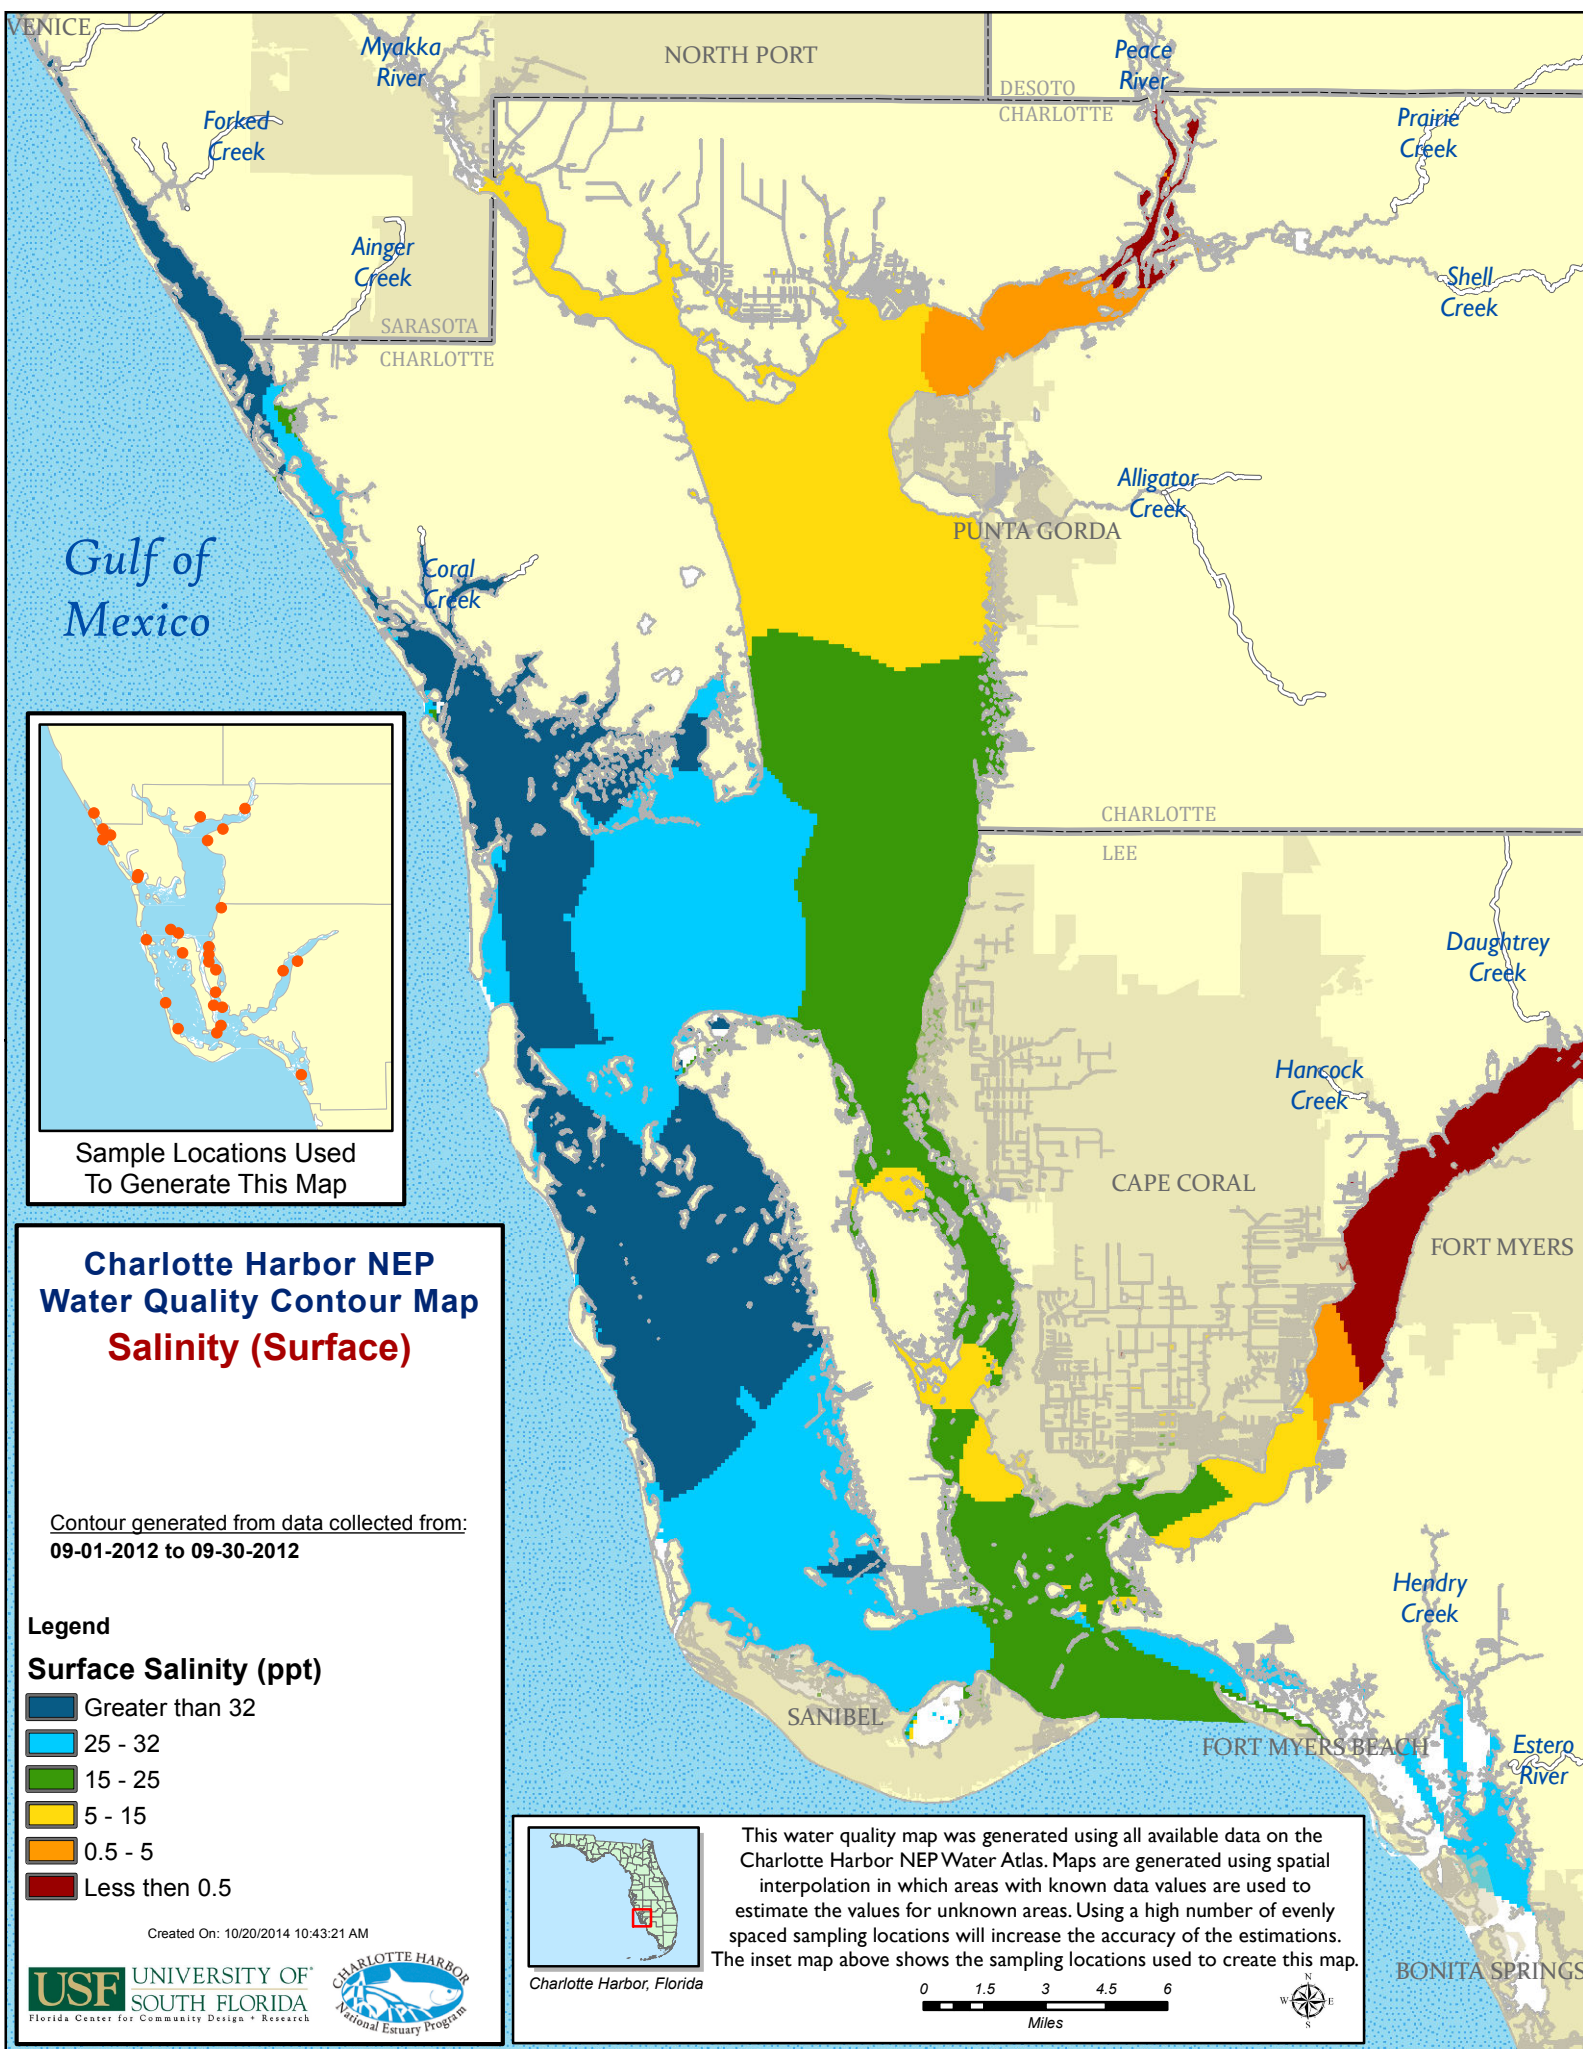 VENICE
Myakka
River
NORTH PORT
Peace
River
DESOTO
CHARLOTTE
Forked
Creek
Prairie
Creek
Ainger
Creek
Shell
Creek
SARASOTA
CHARLOTTE
Alligator
Creek
PUNTA GORDA
Gulf of
Mexico
Coral
Creek
CHARLOTTE
LEE
Daughtrey
Creek
Hancock
Creek
CAPE CORAL
FORT MYERS
Sample Locations Used
To Generate This Map
Charlotte Harbor NEP
Water Quality Contour Map
Salinity (Surface)
Contour generated from data collected from:
09-01-2012 to 09-30-2012
Legend
Surface Salinity (ppt)
Greater than 32
25 - 32
15 - 25
5 - 15
0.5 - 5
Less then 0.5
Created On: 10/20/2014 10:43:21 AM
USF UNIVERSITY OF
SOUTH FLORIDA
Florida Center for Community Design + Research
CHARLOTTE HARBOR
National Estuary Program
Hendry
Creek
SANIBEL
FORT MYERS BEACH
Estero
River
BONITA SPRINGS
Charlotte Harbor, Florida
This water quality map was generated using all available data on the
Charlotte Harbor NEP Water Atlas. Maps are generated using spatial
interpolation in which areas with known data values are used to
estimate the values for unknown areas. Using a high number of evenly
spaced sampling locations will increase the accuracy of the estimations.
The inset map above shows the sampling locations used to create this map.
0 1.5 3 4.5 6
Miles
N
W E
S